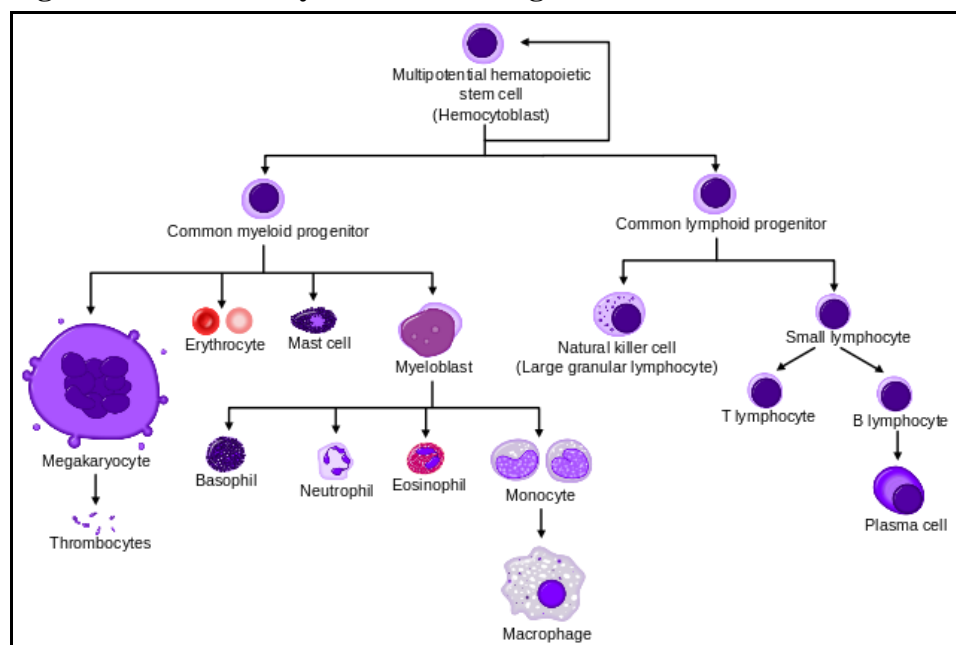 Multipotential hematopoietic
stem cell
(Hemocytoblast)
Common myeloid progenitor
Common lymphoid progenitor
Erythrocyte
Mast cell
Myeloblast
Natural killer cell
(Large granular lymphocyte)
Small lymphocyte
T lymphocyte
B lymphocyte
Megakaryocyte
Basophil
Neutrophil
Eosinophil
Monocyte
Plasma cell
Thrombocytes
Macrophage